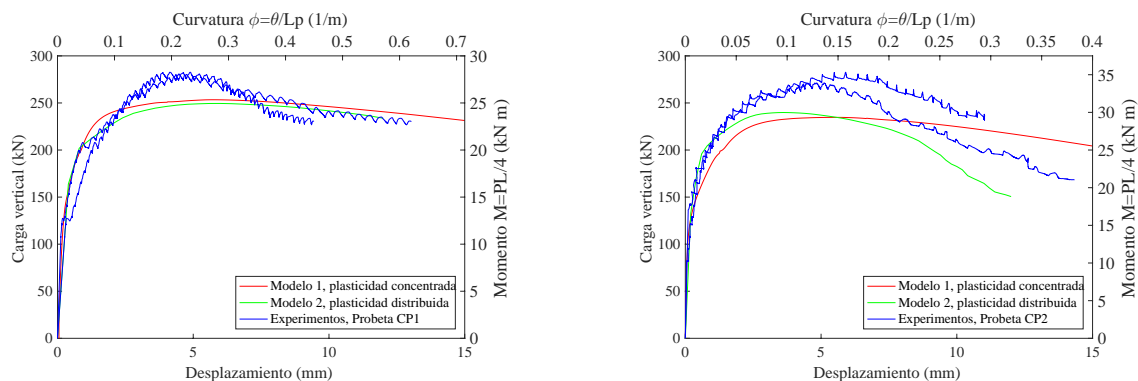 Curvatura ϕ=θ/Lp (1/m)
0 0.1 0.2 0.3 0.4 0.5 0.6 0.7
300
250
200
150
100
50
0
Carga vertical (kN)
30
25
20
15
10
5
0
Momento M=PL/4 (kN m)
Modelo 1, plasticidad concentrada
Modelo 2, plasticidad distribuida
Experimentos, Probeta CP1
0 5 10 15
Desplazamiento (mm)
Curvatura ϕ=θ/Lp (1/m)
0 0.05 0.1 0.15 0.2 0.25 0.3 0.35 0.4
300
250
200
150
100
50
0
Carga vertical (kN)
35
30
25
20
15
10
5
0
Momento M=PL/4 (kN m)
Modelo 1, plasticidad concentrada
Modelo 2, plasticidad distribuida
Experimentos, Probeta CP2
0 5 10 15
Desplazamiento (mm)